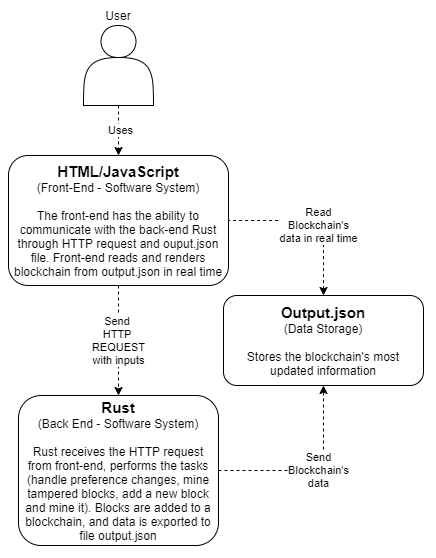 User
Uses
HTML/JavaScript
(Front-End - Software System)
The front-end has the ability to
communicate with the back-end Rust
through HTTP request and ouput.json
file. Front-end reads and renders
blockchain from output.json in real time
Read
Blockchain's
data in real time
Output.json
(Data Storage)
Stores the blockchain's most
updated information
Send
HTTP
REQUEST
with inputs
Rust
(Back End - Software System)
Rust receives the HTTP request
from front-end, performs the tasks
(handle preference changes, mine
tampered blocks, add a new block
and mine it). Blocks are added to a
blockchain, and data is exported to
file output.json
Send
Blockchain's
data